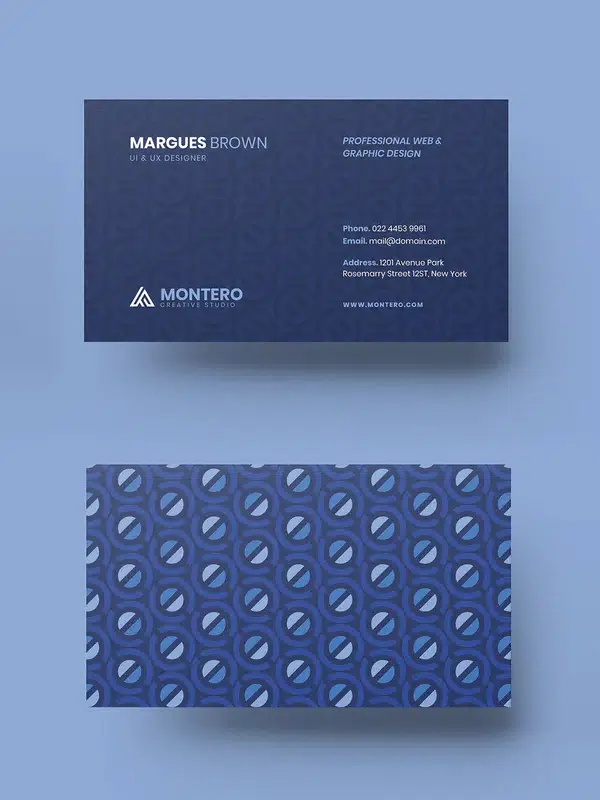 MARGUES BROWN
UI & UX DESIGNER
PROFESSIONAL WEB &
GRAPHIC DESIGN
Phone. 022 4453 9961
Email. mail@domain.com
Address. 1201 Avenue Park
Rosemarry Street 12ST, New York
MONTERO
CREATIVE STUDIO
WWW.MONTERO.COM